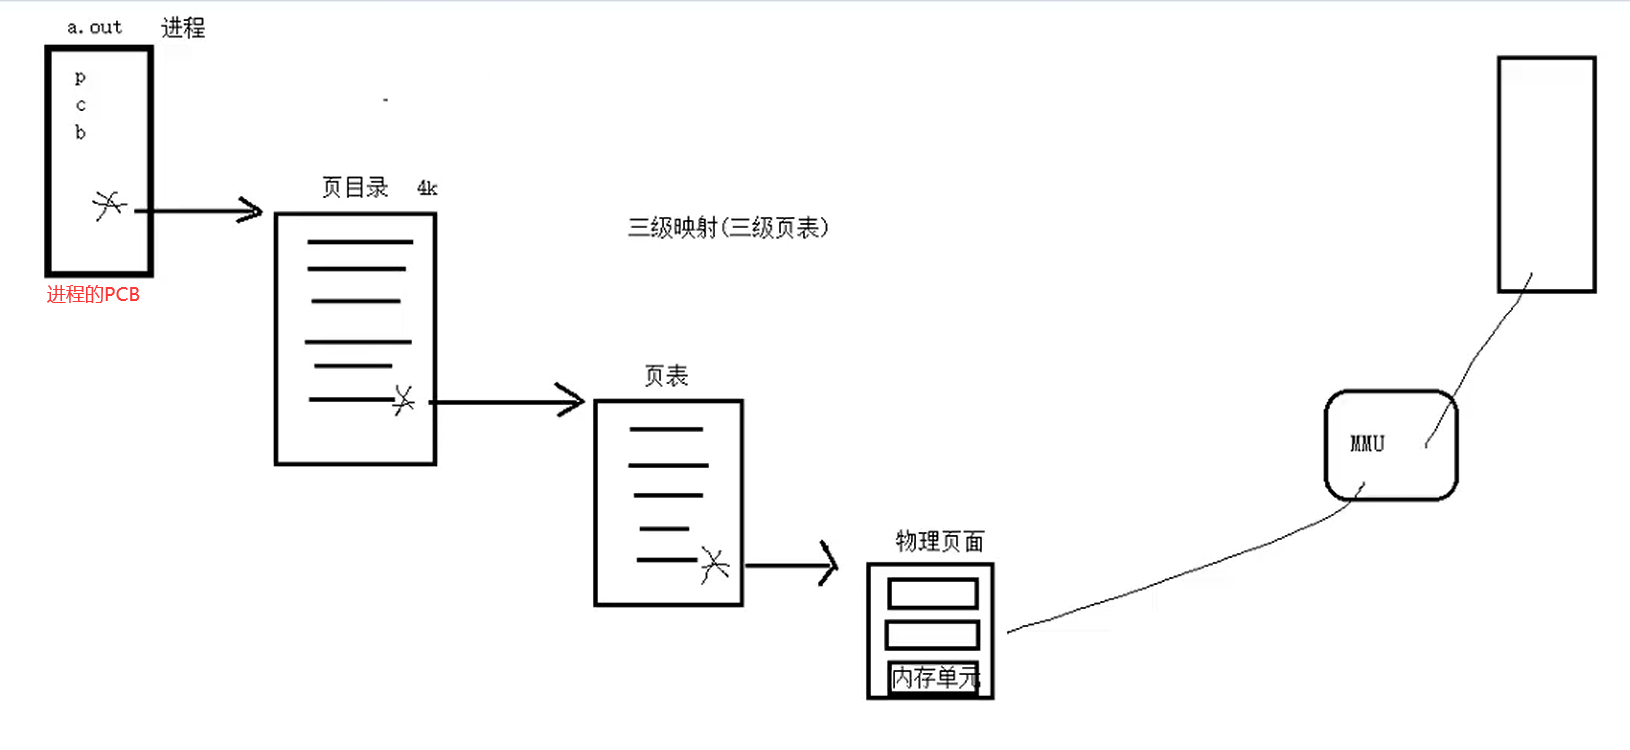 a.out 进程
p
c
b
进程的PCB
页目录 4k
三级映射(三级页表)
页表
物理页面
内存单元
MMU